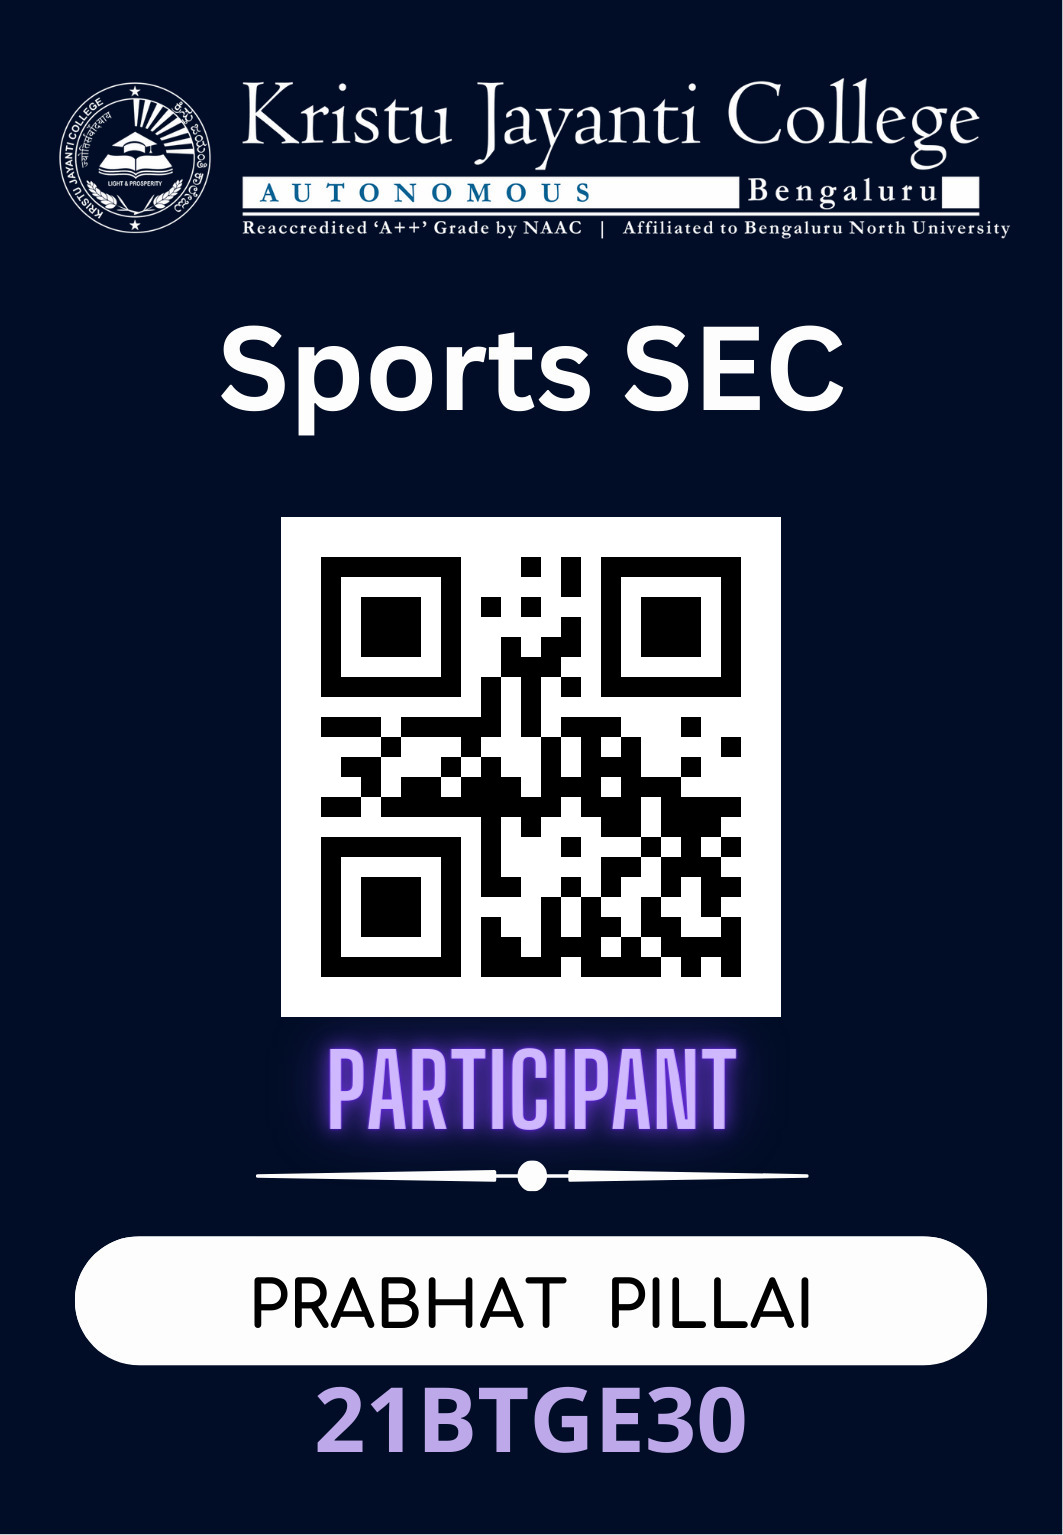 Kristu Jayanti College
AUTONOMOUS Bengaluru
Reaccredited ‘A++’ Grade by NAAC | Affiliated to Bengaluru North University
KRISTU JAYANTI COLLEGE
ಕ್ರಿಸ್ತು ಜಯಂತಿ ಕಾಲೇಜು
LIGHT & PROSPERITY
Sports SEC
PARTICIPANT
PRABHAT PILLAI
21BTGE30